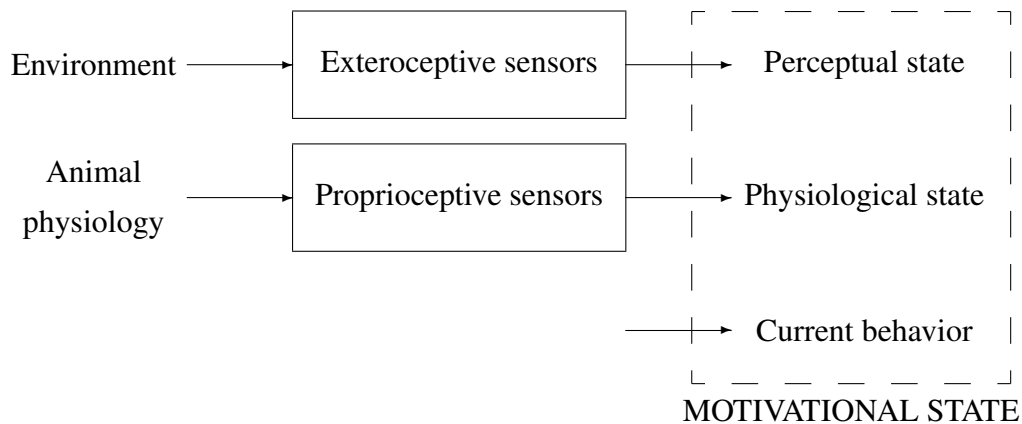 Environment
Exteroceptive sensors
Perceptual state
Animal
physiology
Proprioceptive sensors
Physiological state
Current behavior
MOTIVATIONAL STATE